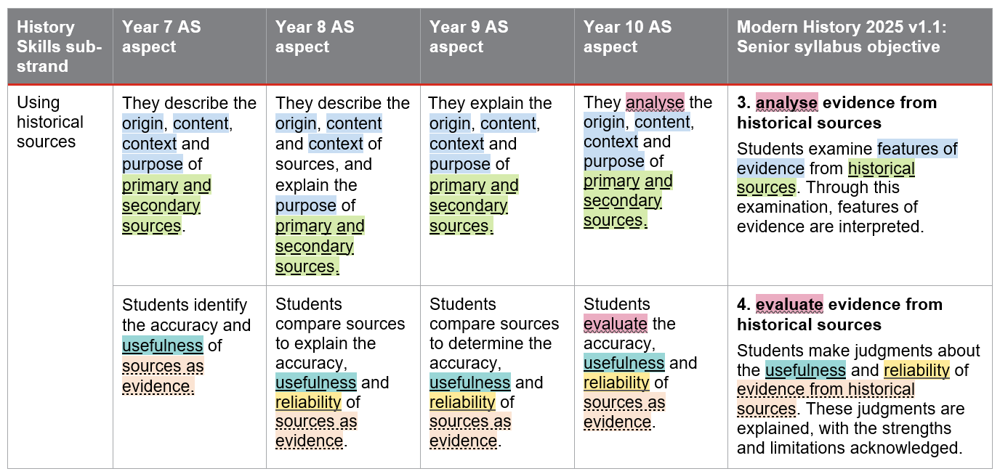 History
Skills sub-
strand
Year 7 AS
aspect
Year 8 AS
aspect
Year 9 AS
aspect
Year 10 AS
aspect
Modern History 2025 v1.1:
Senior syllabus objective
Using
historical
sources
They describe the
origin, content,
context and
purpose of
primary and
secondary
sources.
They describe the
origin, content
and context of
sources, and
explain the
purpose of
primary and
secondary
sources.
They explain the
origin, content,
context and
purpose of
primary and
secondary
sources.
They analyse the
origin, content,
context and
purpose of
primary and
secondary
sources.
3. analyse evidence from
historical sources
Students examine features of
evidence from historical
sources. Through this
examination, features of
evidence are interpreted.
Students identify
the accuracy and
usefulness of
sources as
evidence.
Students
compare sources
to explain the
accuracy,
usefulness and
reliability of
sources as
evidence.
Students
compare sources
to determine the
accuracy,
usefulness and
reliability of
sources as
evidence.
Students
evaluate the
accuracy,
usefulness and
reliability of
sources as
evidence.
4. evaluate evidence from
historical sources
Students make judgments about
the usefulness and reliability of
evidence from historical
sources. These judgments are
explained, with the strengths
and limitations acknowledged.